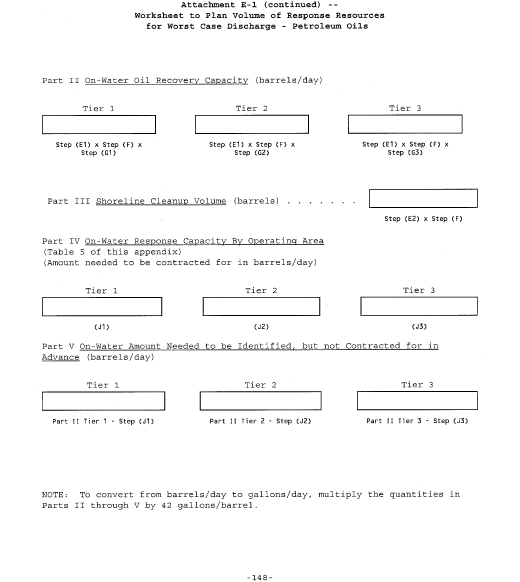 Attachment E-1 (continued) --
Worksheet to Plan Volume of Response Resources
for Worst Case Discharge - Petroleum Oils
Part II On-Water Oil Recovery Capacity (barrels/day)
Tier 1 Tier 2 Tier 3
Step (E1) x Step (F) x Step (E1) x Step (F) x Step (E1) x Step (F) x
Step (G1) Step (G2) Step (G3)
Part III Shoreline Cleanup Volume (barrels) . . . . . . .
Step (E2) x Step (F)
Part IV On-Water Response Capacity By Operating Area
(Table 5 of this appendix)
(Amount needed to be contracted for in barrels/day)
Tier 1 Tier 2 Tier 3
(J1) (J2) (J3)
Part V On-Water Amount Needed to be Identified, but not Contracted for in
Advance (barrels/day)
Tier 1 Tier 2 Tier 3
Part II Tier 1 - Step (J1) Part II Tier 2 - Step (J2) Part II Tier 3 - Step (J3)
NOTE: To convert from barrels/day to gallons/day, multiply the quantities in
Parts II through V by 42 gallons/barrel.
-148-